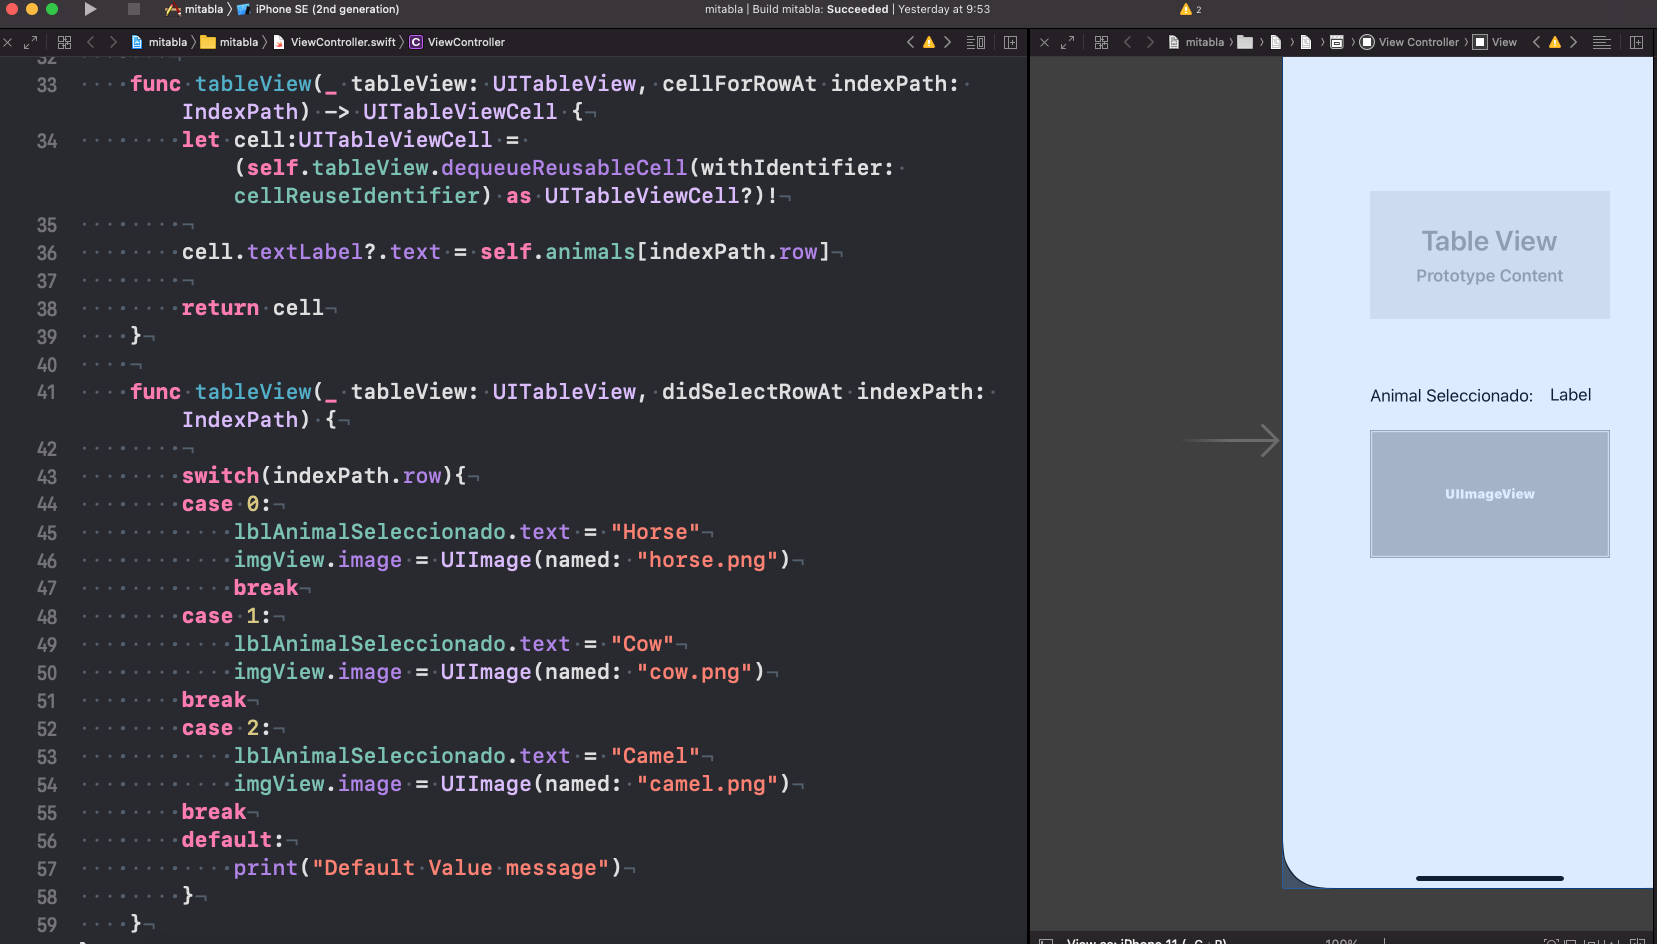 mitabla iPhone SE (2nd generation)
mitabla | Build mitabla: Succeeded | Yesterday at 9:53
2
mitabla mitabla ViewController.swift C ViewController
32
33 func tableView(_ tableView: UITableView, cellForRowAt indexPath:
IndexPath) -> UITableViewCell {
34 let cell:UITableViewCell =
(self.tableView.dequeueReusableCell(withIdentifier:
cellReuseIdentifier) as UITableViewCell?)!
35
36 cell.textLabel?.text = self.animals[indexPath.row]
37
38 return cell
39 }
40
41 func tableView(_ tableView: UITableView, didSelectRowAt indexPath:
IndexPath) {
42
43 switch(indexPath.row){
44 case 0:
45 lblAnimalSeleccionado.text = "Horse"
46 imgView.image = UIImage(named: "horse.png")
47 break
48 case 1:
49 lblAnimalSeleccionado.text = "Cow"
50 imgView.image = UIImage(named: "cow.png")
51 break
52 case 2:
53 lblAnimalSeleccionado.text = "Camel"
54 imgView.image = UIImage(named: "camel.png")
55 break
56 default:
57 print("Default Value message")
58 }
59 }
mitabla View Controller View
Table View
Prototype Content
Animal Seleccionado: Label
UIImageView
View as: iPhone 11 ( C R) 100%